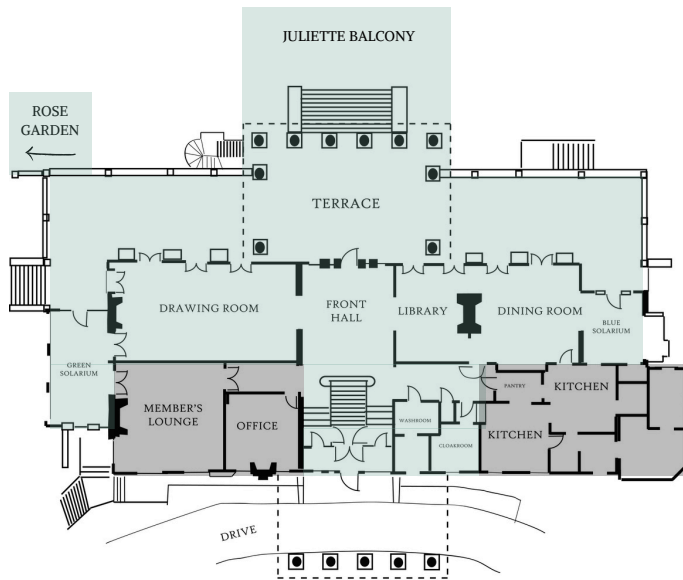 JULIETTE BALCONY
ROSE
GARDEN
TERRACE
DRAWING ROOM
FRONT
HALL
LIBRARY
DINING ROOM
BLUE
SOLARIUM
GREEN
SOLARIUM
MEMBER'S
LOUNGE
OFFICE
WASHROOM
CLOAKROOM
PANTRY
KITCHEN
KITCHEN
DRIVE